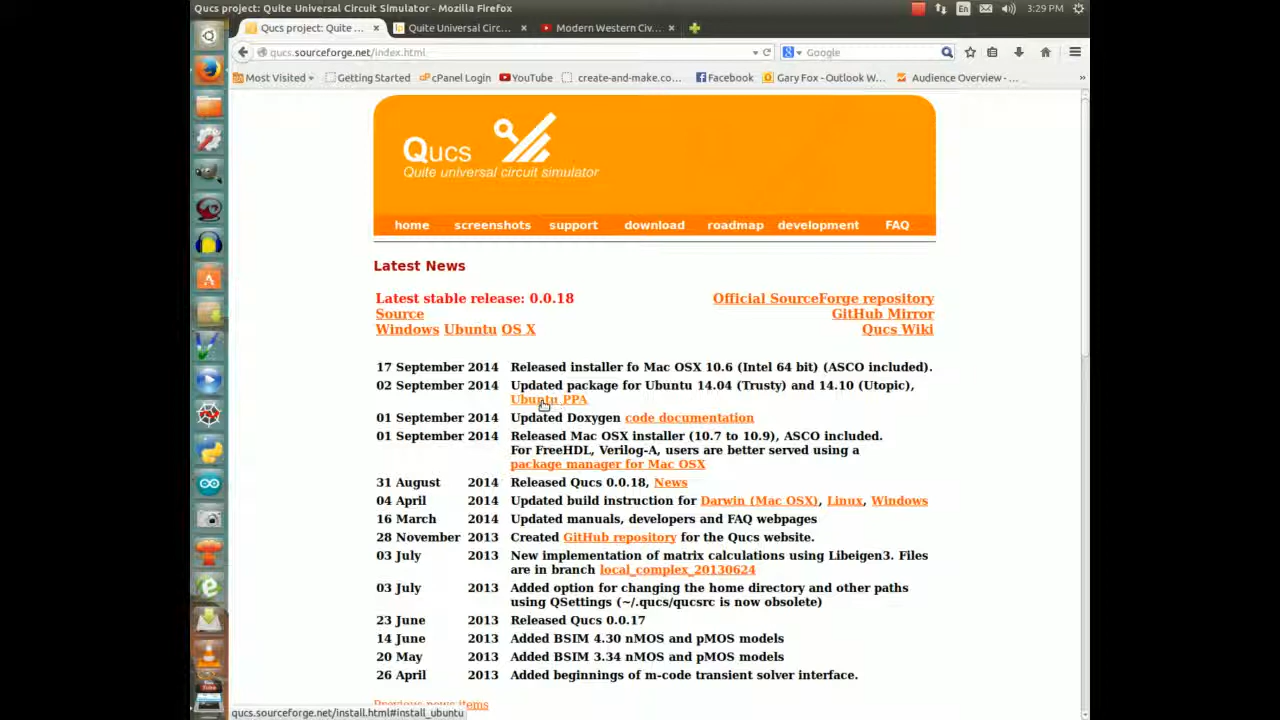 Qucs project: Quite Universal Circuit Simulator - Mozilla Firefox
En
3:29 PM
Qucs project: Quite ...
Quite Universal Circ...
Modern Western Civ...
qucs.sourceforge.net/index.html
Google
Most Visited
Getting Started
cPanel Login
YouTube
create-and-make.co...
Facebook
Gary Fox - Outlook W...
Audience Overview - ...
»
Qucs
Quite universal circuit simulator
home screenshots support download roadmap development FAQ
Latest News
Latest stable release: 0.0.18
Source
Windows Ubuntu OS X
Official SourceForge repository
GitHub Mirror
Qucs Wiki
17 September 2014 Released installer fo Mac OSX 10.6 (Intel 64 bit) (ASCO included).
02 September 2014 Updated package for Ubuntu 14.04 (Trusty) and 14.10 (Utopic),
Ubuntu PPA
01 September 2014 Updated Doxygen code documentation
01 September 2014 Released Mac OSX installer (10.7 to 10.9), ASCO included.
For FreeHDL, Verilog-A, users are better served using a
package manager for Mac OSX
31 August 2014 Released Qucs 0.0.18, News
04 April 2014 Updated build instruction for Darwin (Mac OSX), Linux, Windows
16 March 2014 Updated manuals, developers and FAQ webpages
28 November 2013 Created GitHub repository for the Qucs website.
03 July 2013 New implementation of matrix calculations using Libeigen3. Files
are in branch local_complex_20130624
03 July 2013 Added option for changing the home directory and other paths
using QSettings (~/.qucs/qucsrc is now obsolete)
23 June 2013 Released Qucs 0.0.17
14 June 2013 Added BSIM 4.30 nMOS and pMOS models
20 May 2013 Added BSIM 3.34 nMOS and pMOS models
26 April 2013 Added beginnings of m-code transient solver interface.
Previous news items
qucs.sourceforge.net/install.html#install_ubuntu